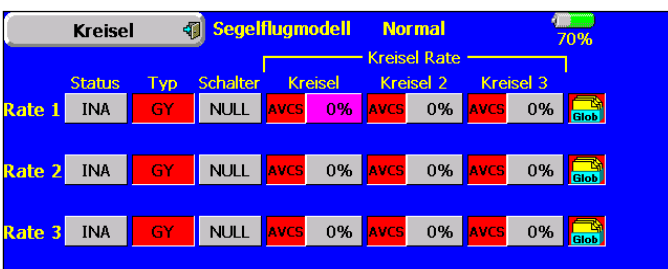 Kreisel Segelflugmodell Normal 70%
Kreisel Rate
Status Typ Schalter Kreisel Kreisel 2 Kreisel 3
Rate 1 INA GY NULL AVCS 0% AVCS 0% AVCS 0% Glob
Rate 2 INA GY NULL AVCS 0% AVCS 0% AVCS 0% Glob
Rate 3 INA GY NULL AVCS 0% AVCS 0% AVCS 0% Glob